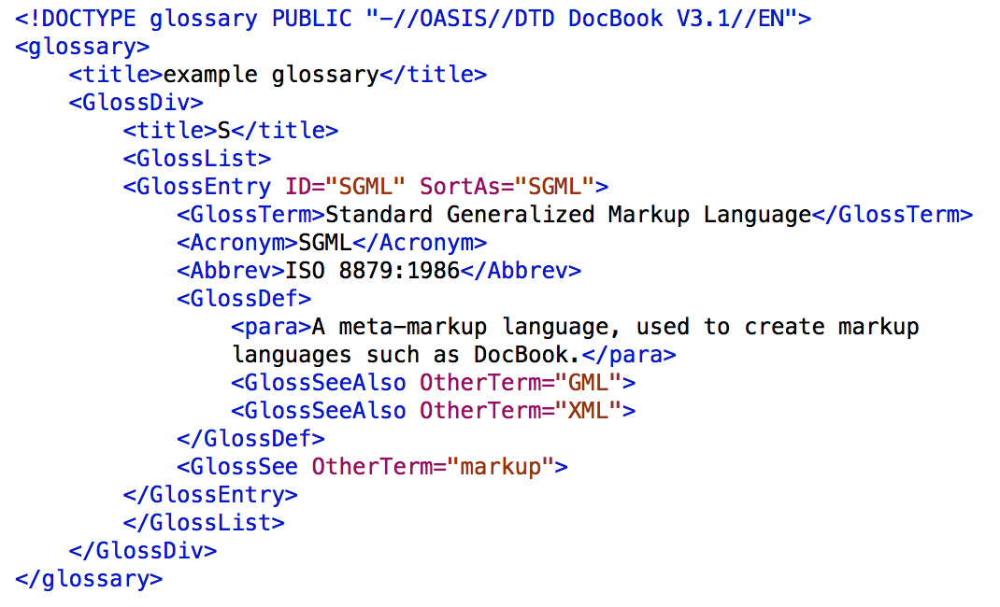 <!DOCTYPE glossary PUBLIC "-//OASIS//DTD DocBook V3.1//EN">
<glossary>
    <title>example glossary</title>
    <GlossDiv>
        <title>S</title>
        <GlossList>
        <GlossEntry ID="SGML" SortAs="SGML">
            <GlossTerm>Standard Generalized Markup Language</GlossTerm>
            <Acronym>SGML</Acronym>
            <Abbrev>ISO 8879:1986</Abbrev>
            <GlossDef>
                <para>A meta-markup language, used to create markup
                languages such as DocBook.</para>
                <GlossSeeAlso OtherTerm="GML">
                <GlossSeeAlso OtherTerm="XML">
            </GlossDef>
            <GlossSee OtherTerm="markup">
        </GlossEntry>
        </GlossList>
    </GlossDiv>
</glossary>